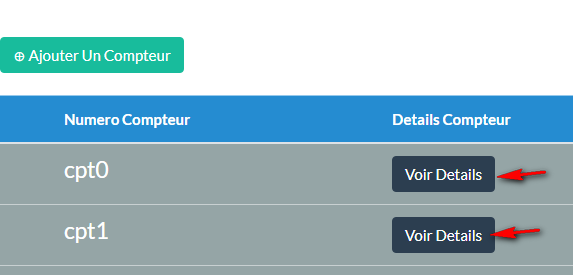 ⊕ Ajouter Un Compteur
Numero Compteur Details Compteur
cpt0 Voir Details
cpt1 Voir Details